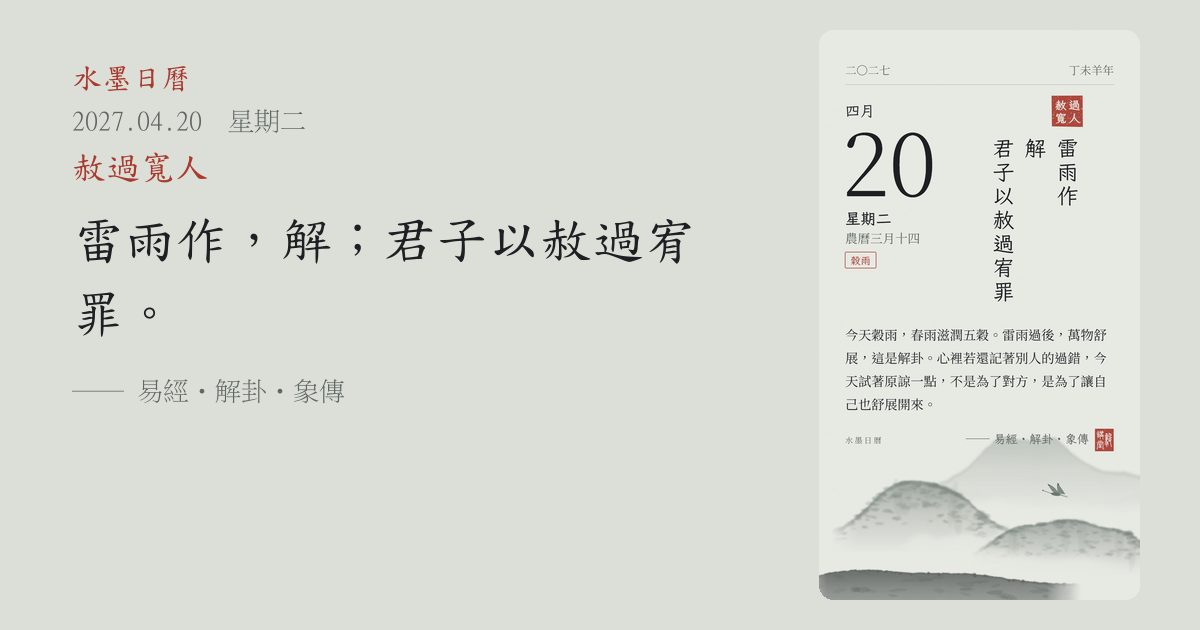 水墨日曆
2027.04.20 星期二
赦過寬人
雷雨作，解；君子以赦過宥
罪。
—— 易經・解卦・象傳
二〇二七
丁未羊年
四月
20
星期二
農曆三月十四
穀雨
過人
赦寬
雷雨作
解
君子以赦過宥罪
今天穀雨，春雨滋潤五穀。雷雨過後，萬物舒
展，這是解卦。心裡若還記著別人的過錯，今
天試著原諒一點，不是為了對方，是為了讓自
己也舒展開來。
水墨日曆
—— 易經・解卦・象傳